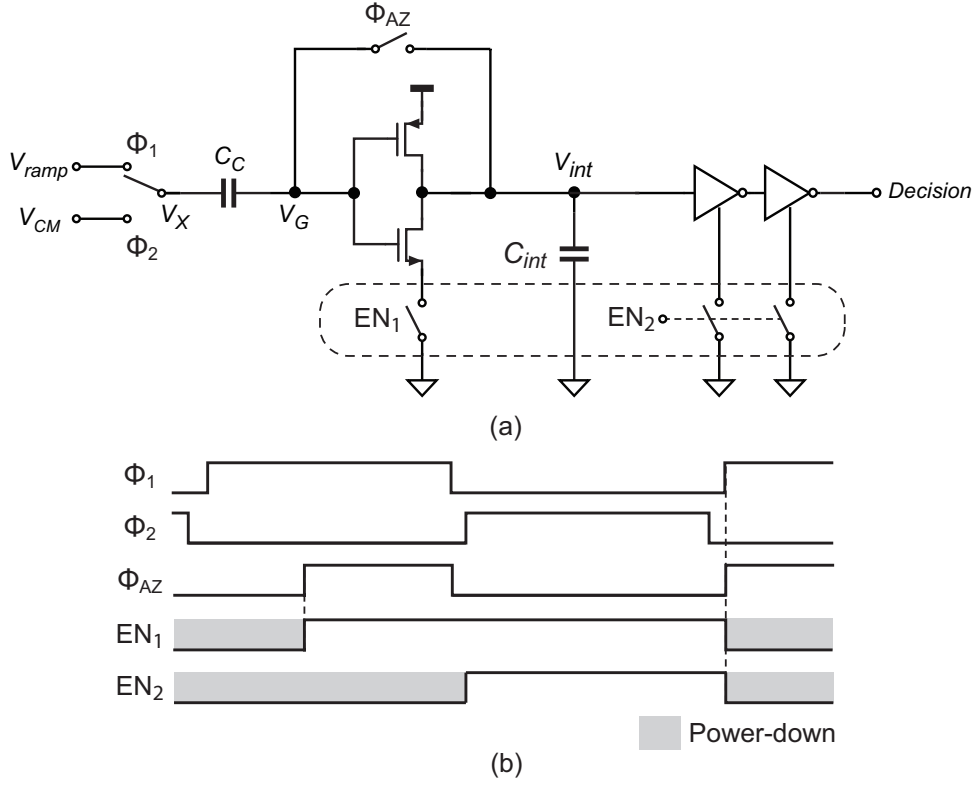 ΦAZ
Vramp
Φ1
CC
Vint
Decision
VCM
VX
VG
Φ2
Cint
EN1
EN2
(a)
Φ1
Φ2
ΦAZ
EN1
EN2
Power-down
(b)